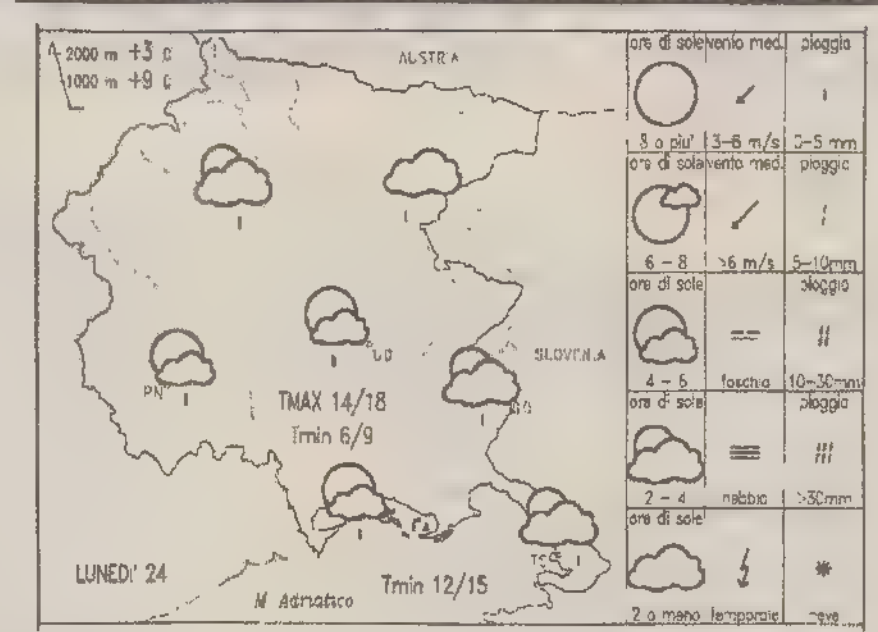 2000 m +3 C
1000 m +9 C
AUSTRIA
UD
SLOVENIA
PN
TMAX 14/18
Tmin 6/9
GO
TS
LUNEDI' 24
M. Adriatico
Tmin 12/15
ore di sole vento med. pioggia
8 o piu' 3-6 m/s 0-5 mm
ore di sole vento med. pioggia
6 - 8 >6 m/s 5-10mm
ore di sole pioggia
4 - 6 foschia 10-30mm
ore di sole pioggia
2 - 4 nebbia >30mm
ore di sole
2 o meno temporale neve